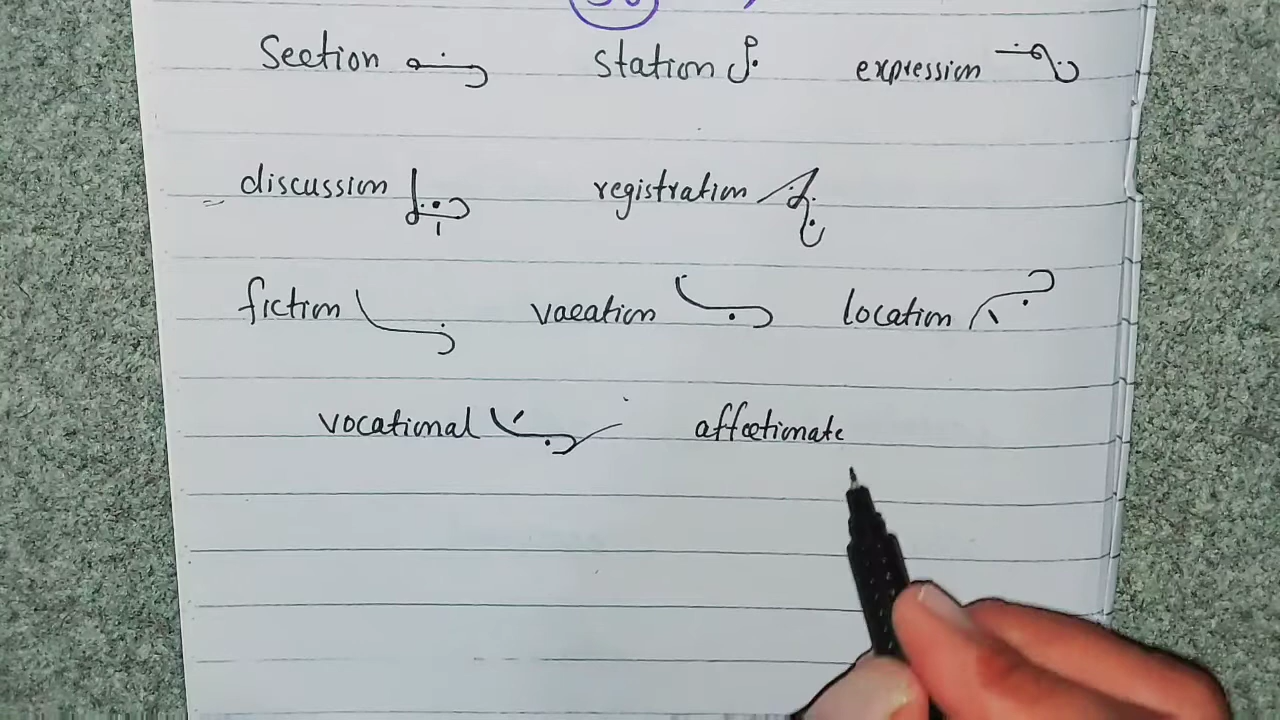 Section station expression
discussion registration
fiction vacation location
vocational affectionate